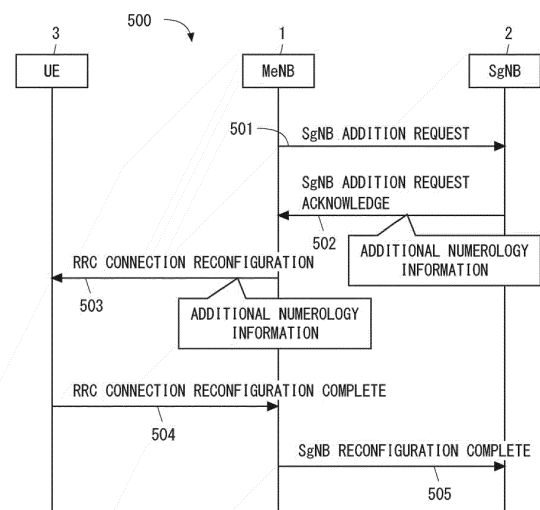 500
3
1
2
UE
MeNB
SgNB
501
SgNB ADDITION REQUEST
SgNB ADDITION REQUEST
ACKNOWLEDGE
502
ADDITIONAL NUMEROLOGY
INFORMATION
RRC CONNECTION RECONFIGURATION
503
ADDITIONAL NUMEROLOGY
INFORMATION
RRC CONNECTION RECONFIGURATION COMPLETE
504
SgNB RECONFIGURATION COMPLETE
505